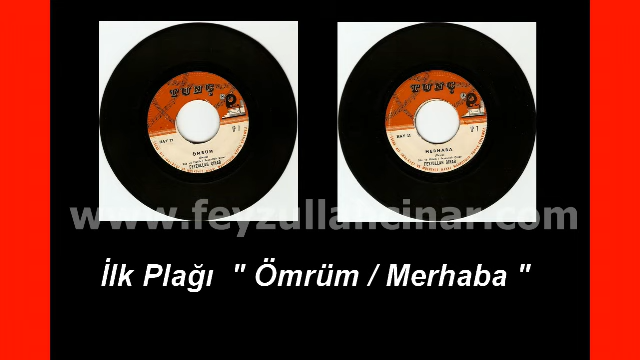 TUNÇ
ÖMRÜM
FEYZULLAH ÇINAR
TUNÇ
MERHABA
FEYZULLAH ÇINAR
www.feyzullahcinar.com
İlk Plağı " Ömrüm / Merhaba "